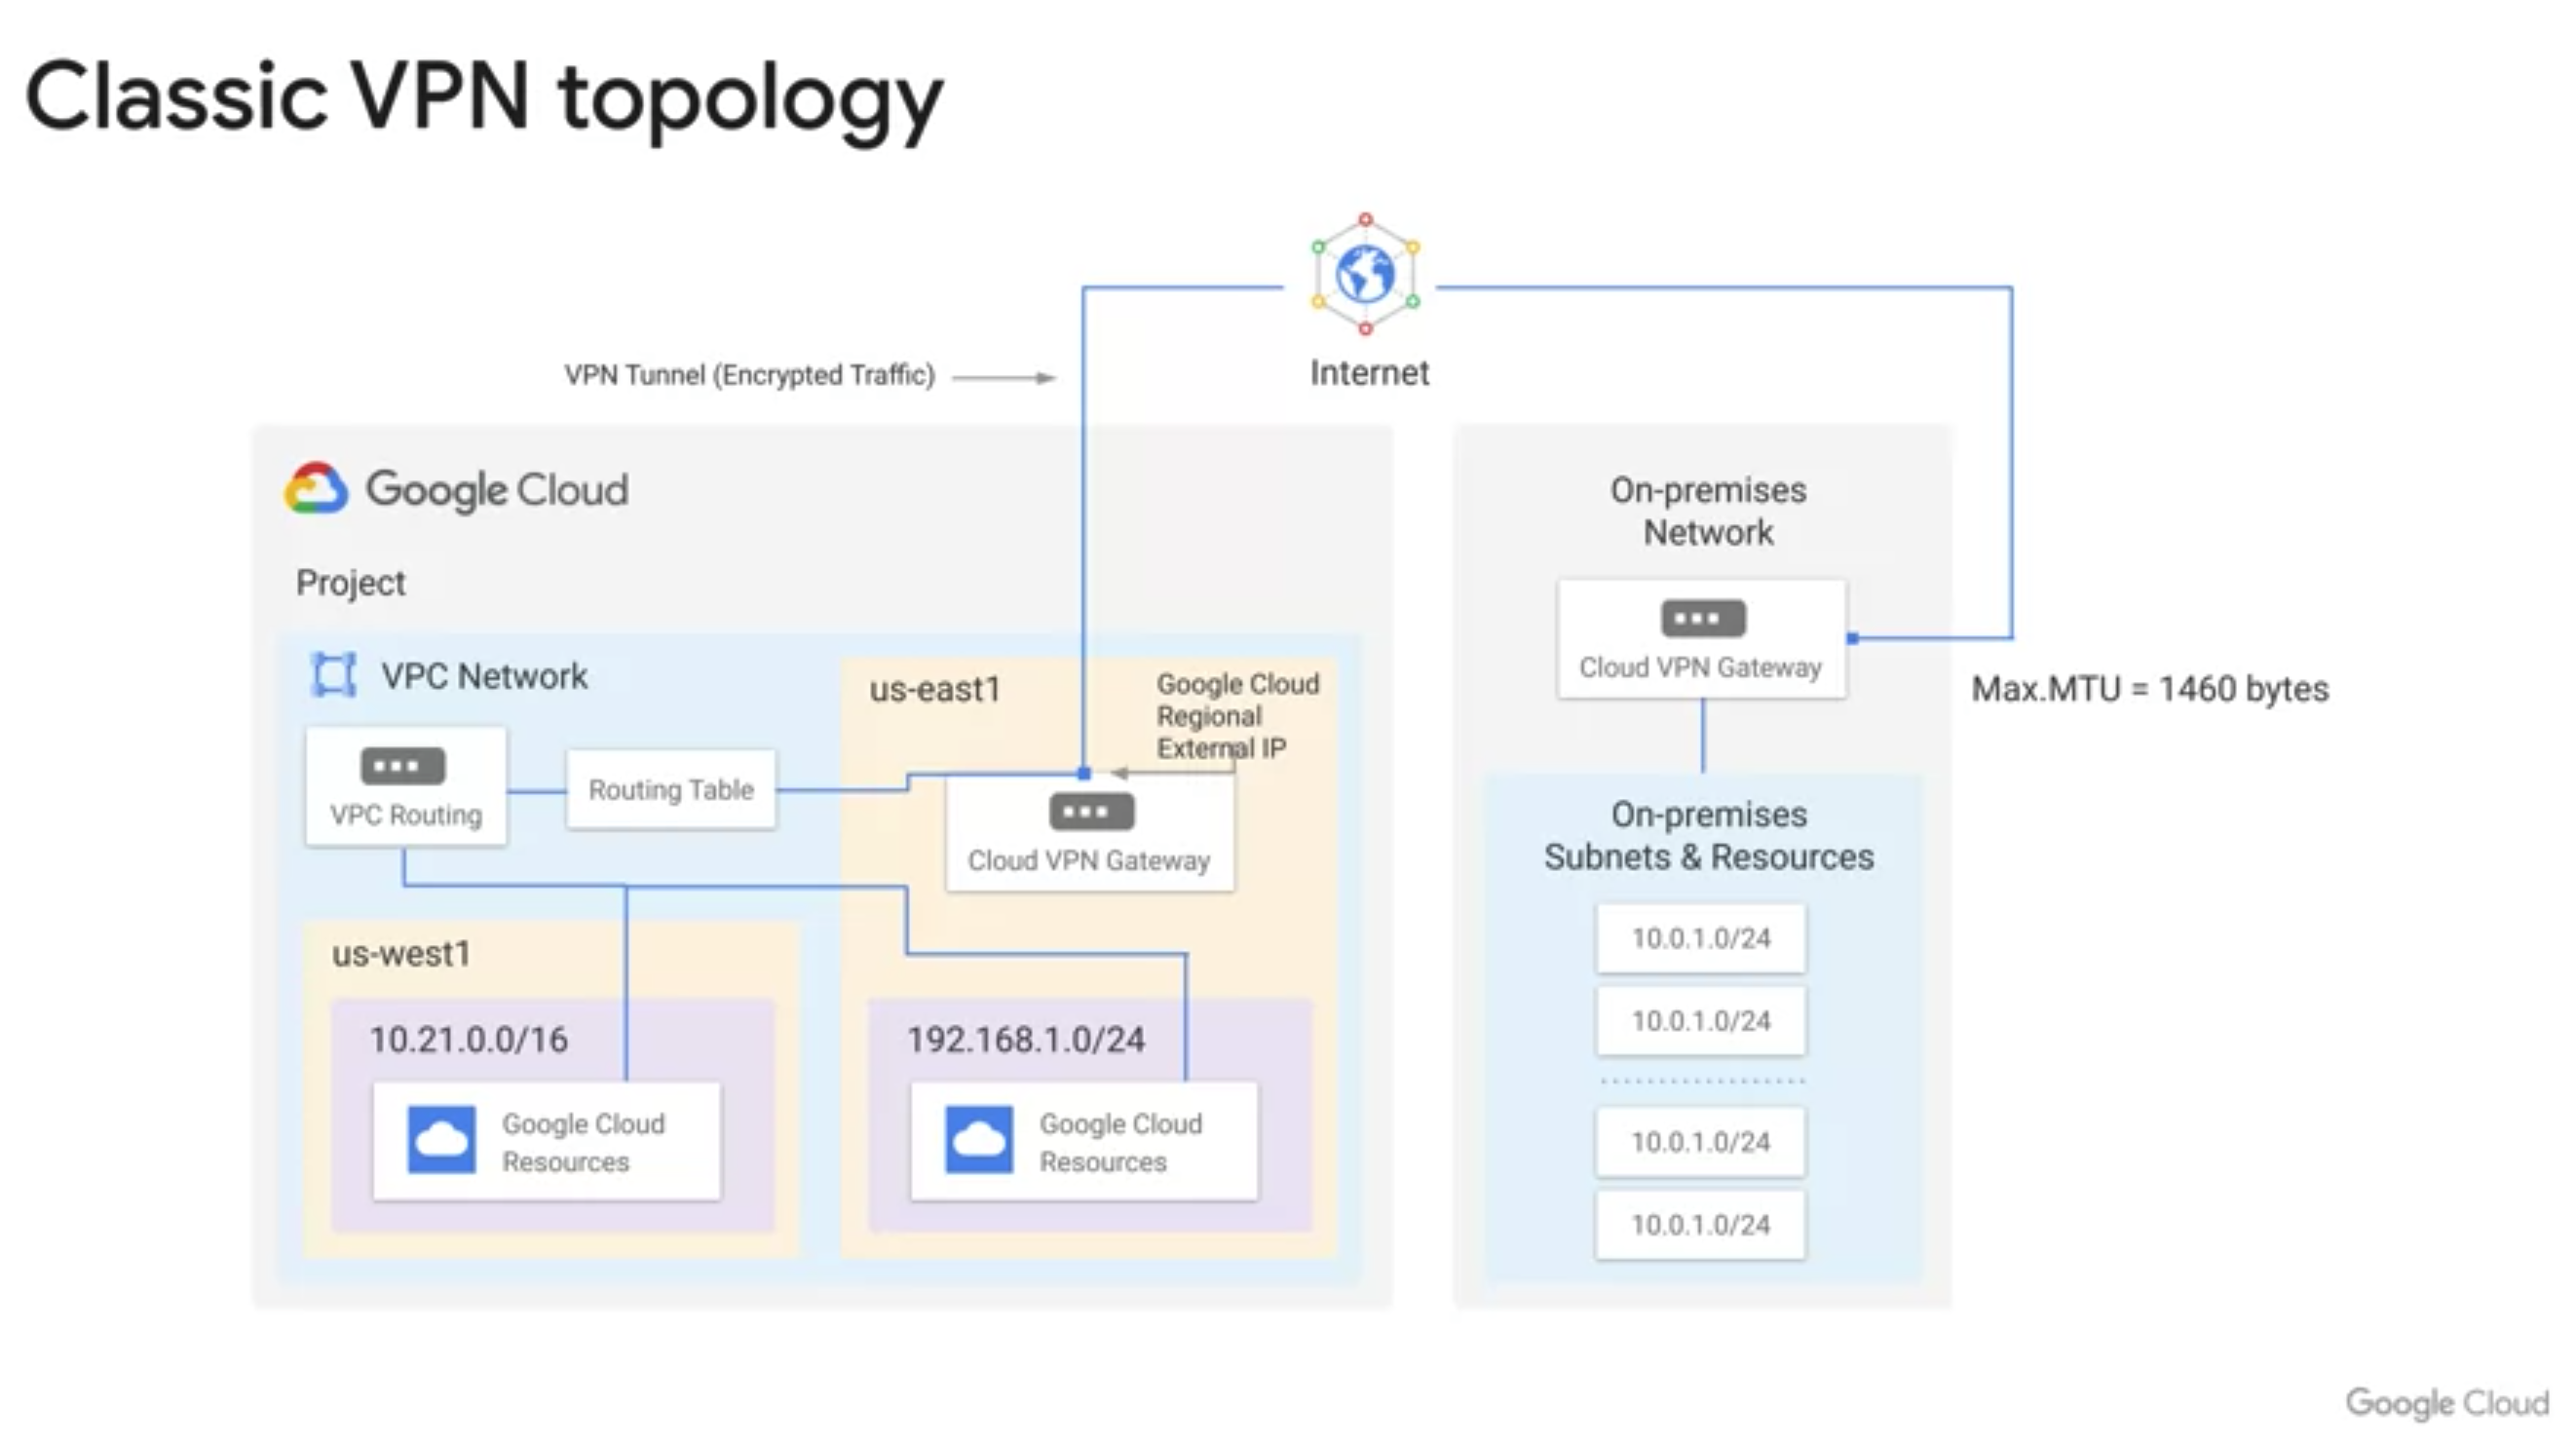 Classic VPN topology
VPN Tunnel (Encrypted Traffic)
Internet
Google Cloud
Project
VPC Network
VPC Routing
Routing Table
us-east1
Google Cloud
Regional
External IP
Cloud VPN Gateway
us-west1
10.21.0.0/16
Google Cloud
Resources
192.168.1.0/24
Google Cloud
Resources
On-premises
Network
Cloud VPN Gateway
Max.MTU = 1460 bytes
On-premises
Subnets & Resources
10.0.1.0/24
10.0.1.0/24
10.0.1.0/24
10.0.1.0/24
Google Cloud